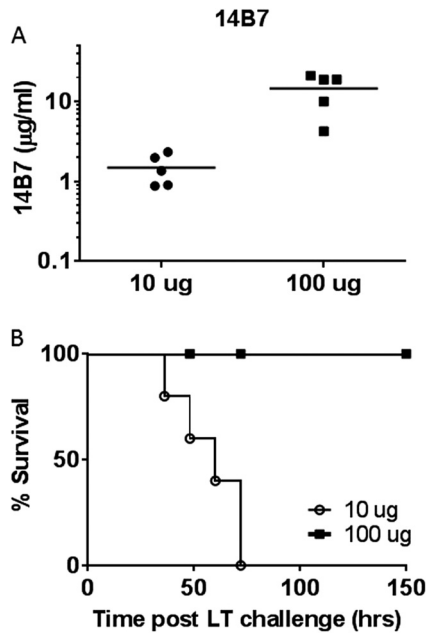 A
14B7
14B7 (µg/ml)
10
1
0.1
10 ug
100 ug
B
% Survival
100
50
0
0
50
100
150
10 ug
100 ug
Time post LT challenge (hrs)